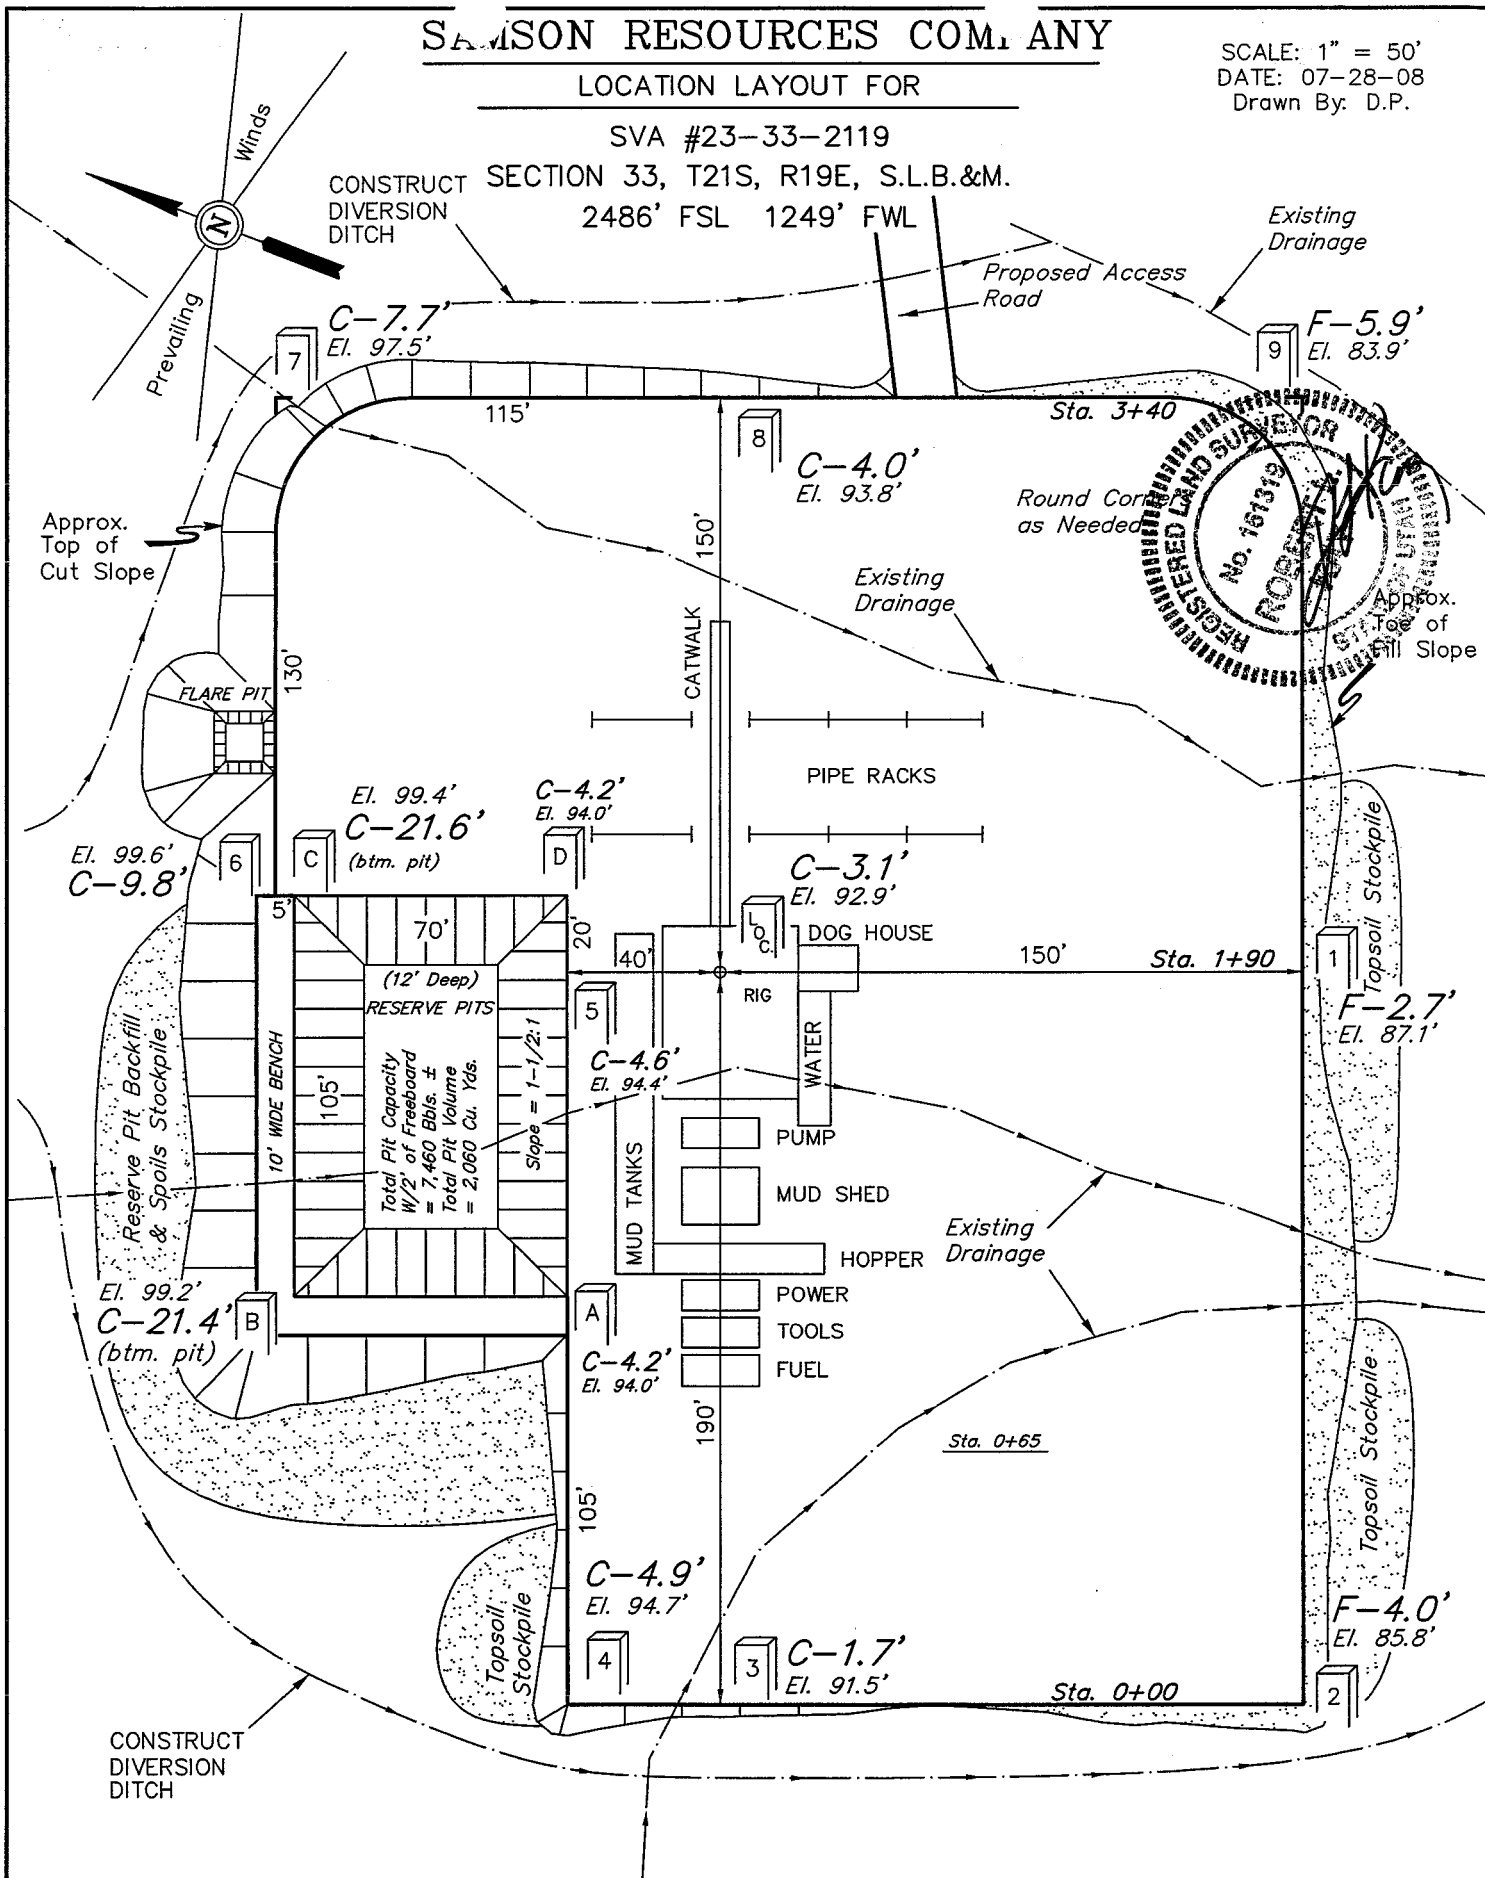 SAMSON RESOURCES COMPANY
LOCATION LAYOUT FOR
SVA #23-33-2119
SECTION 33, T21S, R19E, S.L.B.&M.
2486' FSL 1249' FWL
SCALE: 1" = 50'
DATE: 07-28-08
Drawn By: D.P.
Winds
N
Prevailing
CONSTRUCT
DIVERSION
DITCH
Existing
Drainage
Proposed Access
Road
C-7.7'
El. 97.5'
7
F-5.9'
El. 83.9'
9
115'
8
C-4.0'
El. 93.8'
Sta. 3+40
Round Corners
as Needed
REGISTERED LAND SURVEYOR
No. 161319
ROBERT
STATE OF UTAH
Approx.
Top of
Cut Slope
150'
Existing
Drainage
Approx.
Toe of
Fill Slope
CATWALK
130'
FLARE PIT
PIPE RACKS
El. 99.4'
C-21.6'
(btm. pit)
C-4.2'
El. 94.0'
El. 99.6'
C-9.8'
6
C
D
C-3.1'
El. 92.9'
LOC.
Topsoil Stockpile
5'
70'
20'
40'
DOG HOUSE
150'
Sta. 1+90
1
(12' Deep)
RESERVE PITS
RIG
5
F-2.7'
El. 87.1'
Reserve Pit Backfill
& Spoils Stockpile
10' WIDE BENCH
105'
Total Pit Capacity
W/2' of Freeboard
= 7,460 Bbls. ±
Total Pit Volume
= 2,060 Cu. Yds.
Slope = 1-1/2:1
C-4.6'
El. 94.4'
WATER
MUD TANKS
PUMP
MUD SHED
HOPPER
Existing
Drainage
El. 99.2'
C-21.4'
(btm. pit)
B
A
POWER
TOOLS
FUEL
C-4.2'
El. 94.0'
190'
Sta. 0+65
Topsoil Stockpile
105'
C-4.9'
El. 94.7'
Topsoil
Stockpile
4
3
C-1.7'
El. 91.5'
Sta. 0+00
F-4.0'
El. 85.8'
2
CONSTRUCT
DIVERSION
DITCH